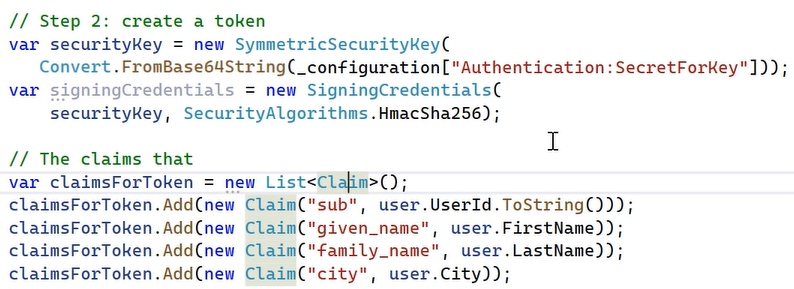 // Step 2: create a token
var securityKey = new SymmetricSecurityKey(
Convert.FromBase64String(_configuration["Authentication:SecretForKey"]));
var signingCredentials = new SigningCredentials(
securityKey, SecurityAlgorithms.HmacSha256);
// The claims that
var claimsForToken = new List<Claim>();
claimsForToken.Add(new Claim("sub", user.UserId.ToString()));
claimsForToken.Add(new Claim("given_name", user.FirstName));
claimsForToken.Add(new Claim("family_name", user.LastName));
claimsForToken.Add(new Claim("city", user.City));